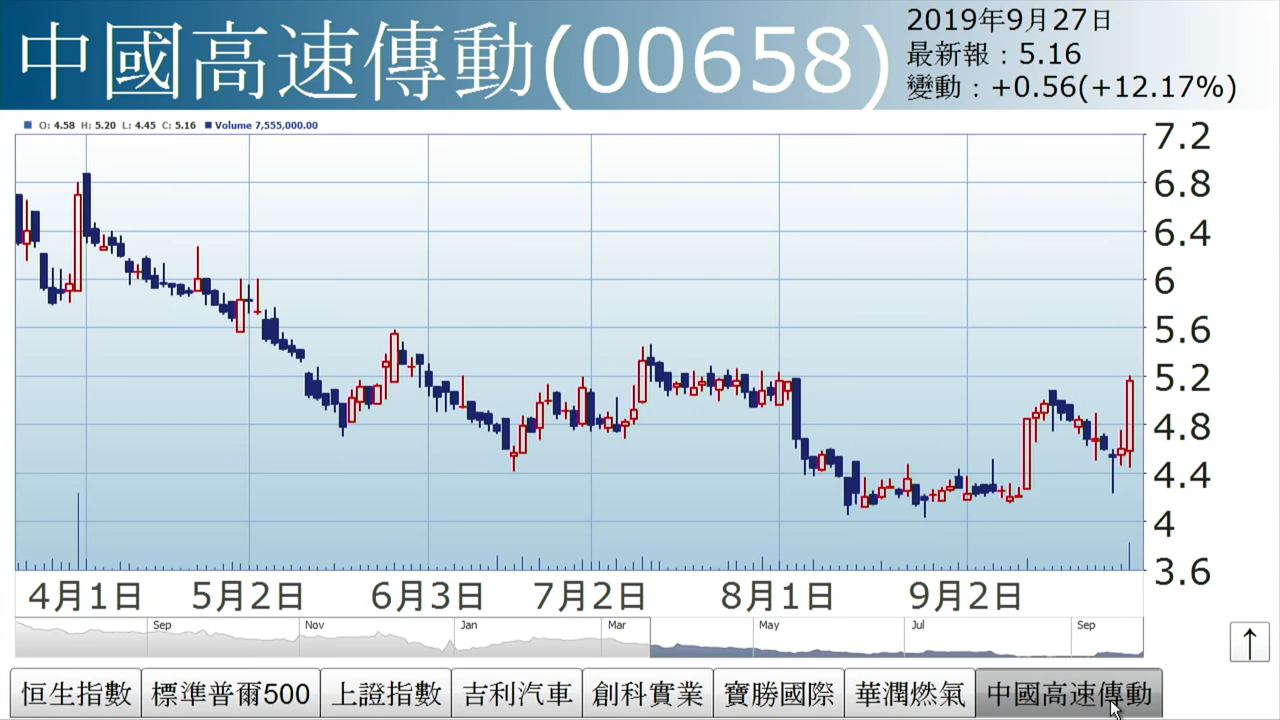 中國高速傳動(00658)
2019年9月27日
最新報：5.16
變動：+0.56(+12.17%)
O: 4.58 H: 5.20 L: 4.45 C: 5.16 Volume 7,555,000.00
7.2
6.8
6.4
6
5.6
5.2
4.8
4.4
4
3.6
4月1日 5月2日 6月3日 7月2日 8月1日 9月2日
Sep Nov Jan Mar May Jul Sep
↑
恒生指數 標準普爾500 上證指數 吉利汽車 創科實業 寶勝國際 華潤燃氣 中國高速傳動